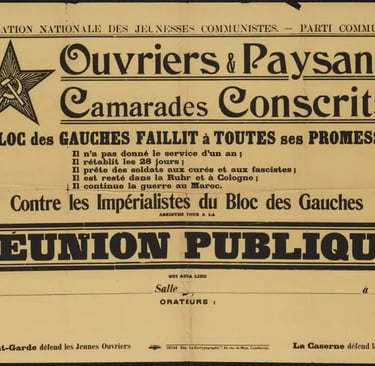 ATION NATIONALE DES JEUNESSES COMMUNISTES. — PARTI COMMU
Ouvriers & Paysan
Camarades Conscrit
LOC des GAUCHES FAILLIT à TOUTES ses PROMESS
Il n'a pas donné le service d'un an ;
Il rétablit les 28 jours ;
Il prête des soldats aux curés et aux fascistes ;
Il est resté dans la Ruhr et à Cologne ;
Il continue la guerre au Maroc.
Contre les Impérialistes du Bloc des Gauches
ASSISTEZ TOUS A LA
RÉUNION PUBLIQU
QUI AURA LIEU
Salle à
ORATEURS :
nt-Garde défend les Jeunes Ouvriers
La Caserne défend le